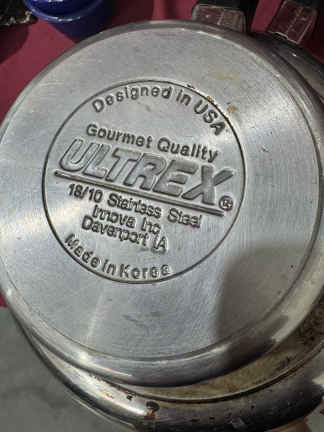 Designed in USA
Gourmet Quality
ULTREX®
18/10 Stainless Steel
Innova Inc
Davenport IA
Made in Korea